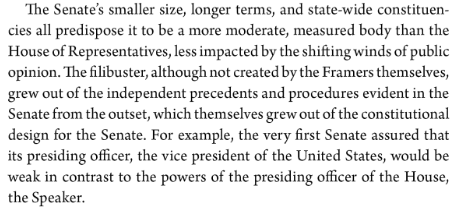 The Senate's smaller size, longer terms, and state-wide constituen-
cies all predispose it to be a more moderate, measured body than the
House of Representatives, less impacted by the shifting winds of public
opinion. The filibuster, although not created by the Framers themselves,
grew out of the independent precedents and procedures evident in the
Senate from the outset, which themselves grew out of the constitutional
design for the Senate. For example, the very first Senate assured that
its presiding officer, the vice president of the United States, would be
weak in contrast to the powers of the presiding officer of the House,
the Speaker.